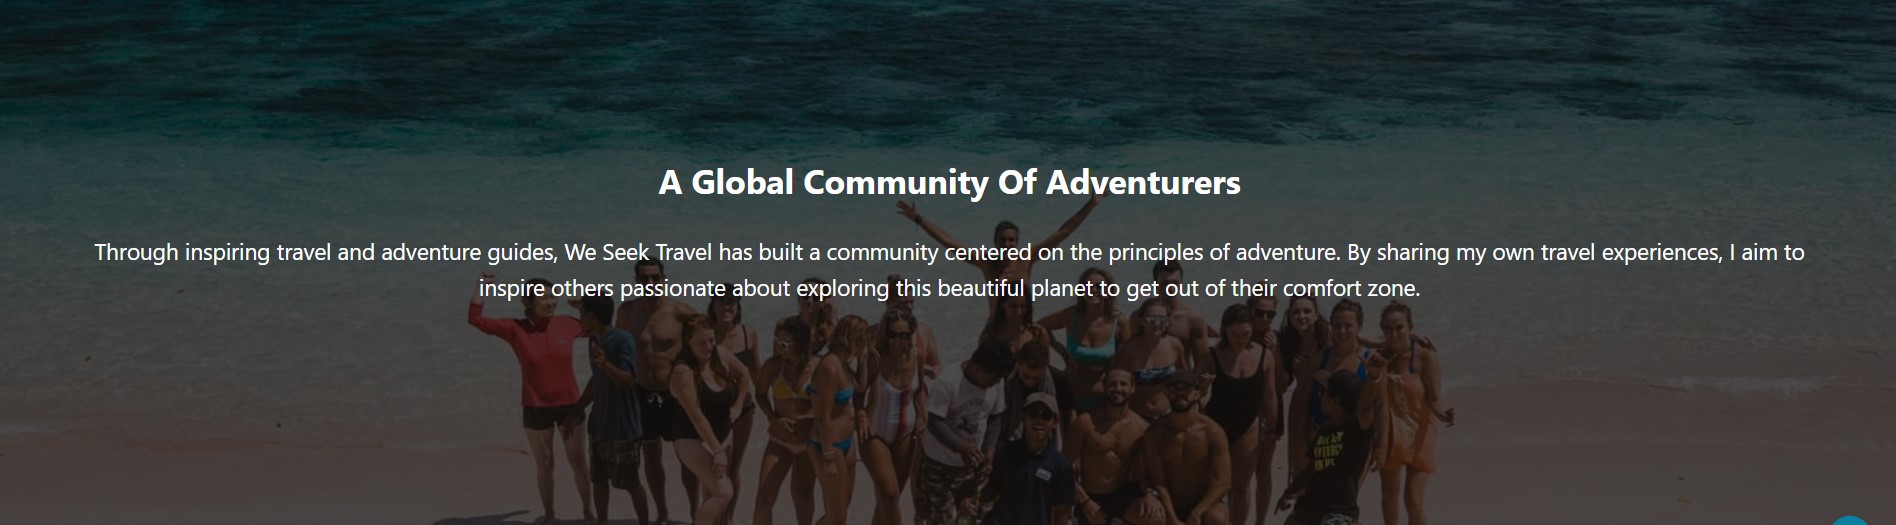 A Global Community Of Adventurers
Through inspiring travel and adventure guides, We Seek Travel has built a community centered on the principles of adventure. By sharing my own travel experiences, I aim to
inspire others passionate about exploring this beautiful planet to get out of their comfort zone.